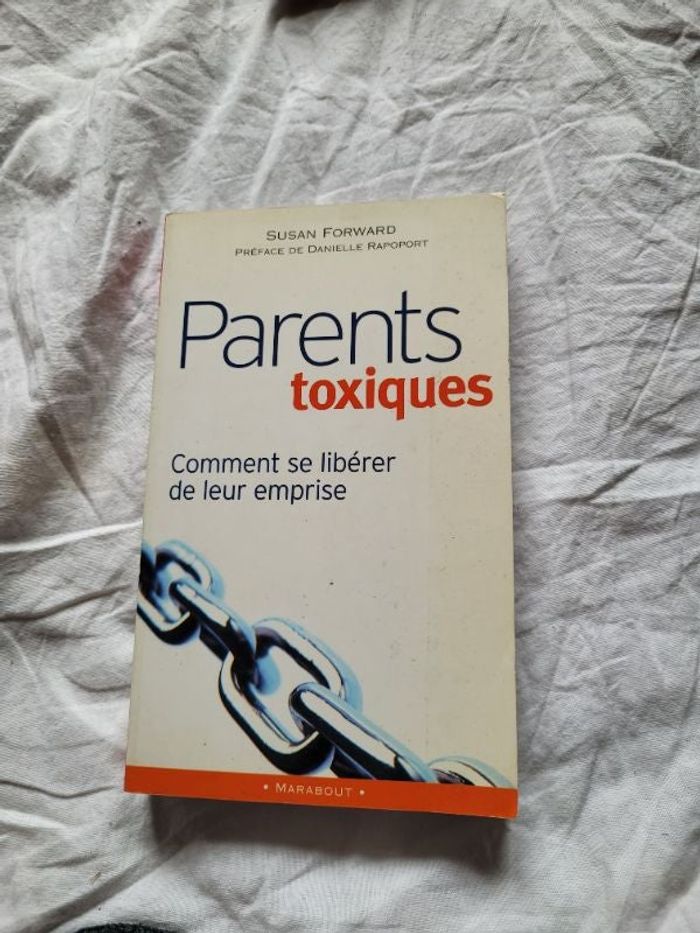 SUSAN FORWARD
PRÉFACE DE DANIELLE RAPOPORT
Parents
toxiques
Comment se libérer
de leur emprise
• MARABOUT •